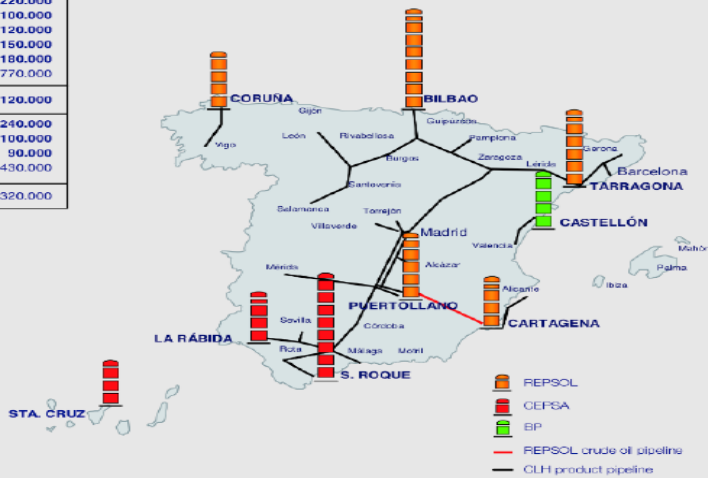 220.000
100.000
120.000
150.000
180.000
770.000
120.000
240.000
100.000
90.000
430.000
320.000
CORUÑA
BILBAO
Gijón
Guipuzcoa
Vigo
León
Rivabellosa
Pamplona
Burgos
Zaragoza
Lérida
Gerona
Barcelona
TARRAGONA
Santovenia
Salamanca
Torrejón
Villaverde
Madrid
CASTELLÓN
Valencia
Mahón
Palma
Ibiza
Mérida
Alcázar
Alicante
PUERTOLLANO
CARTAGENA
Sevilla
Córdoba
LA RÁBIDA
Rota
Málaga
Motril
S. ROQUE
STA. CRUZ
REPSOL
CEPSA
BP
REPSOL crude oil pipeline
CLH product pipeline